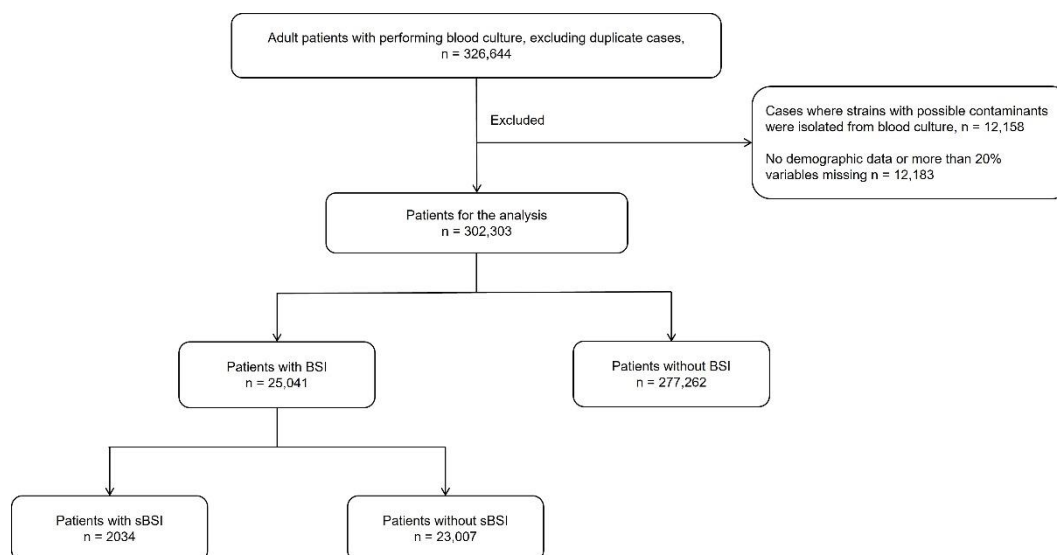 Adult patients with performing blood culture, excluding duplicate cases,
n = 326,644
Excluded
Cases where strains with possible contaminants
were isolated from blood culture, n = 12,158
No demographic data or more than 20%
variables missing n = 12,183
Patients for the analysis
n = 302,303
Patients with BSI
n = 25,041
Patients without BSI
n = 277,262
Patients with sBSI
n = 2034
Patients without sBSI
n = 23,007